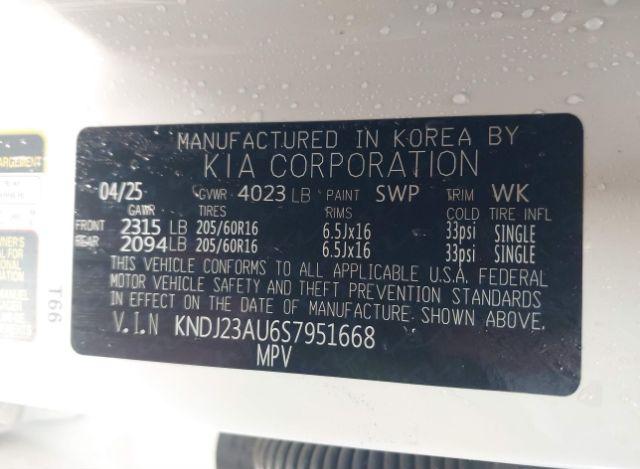 MANUFACTURED IN KOREA BY
KIA CORPORATION
04/25 GVWR 4023 LB PAINT SWP TRIM WK
GAWR TIRES RIMS COLD TIRE INFL
FRONT 2315 LB 205/60R16 6.5Jx16 33psi SINGLE
REAR 2094 LB 205/60R16 6.5Jx16 33psi SINGLE
THIS VEHICLE CONFORMS TO ALL APPLICABLE U.S.A. FEDERAL
MOTOR VEHICLE SAFETY AND THEFT PREVENTION STANDARDS
IN EFFECT ON THE DATE OF MANUFACTURE SHOWN ABOVE.
V.I.N KNDJ23AU6S7951668
MPV
T66